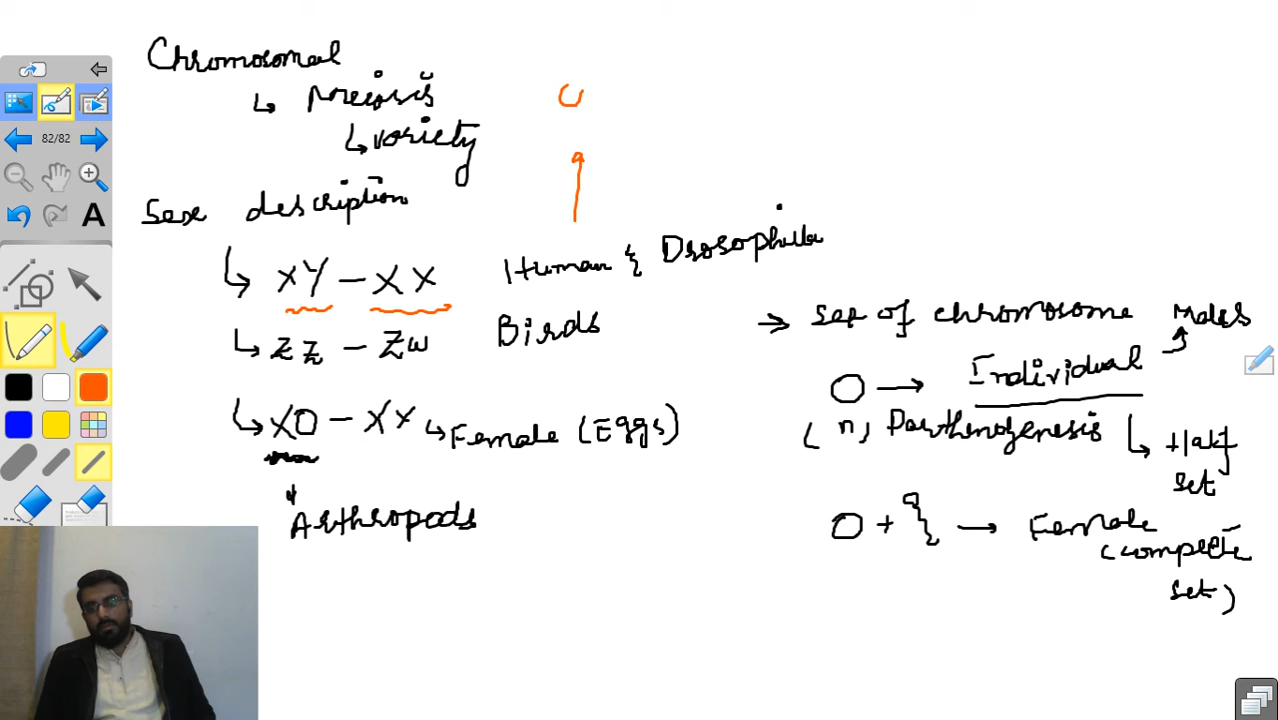 Chromosomal
↳ Meiosis
↳ variety
Sex description
↳ XY – XX Human & Drosophila
↳ ZZ – ZW Birds
↳ XO – XX ↳ Female (Eggs)
Arthropods
→ Set of chromosome Males
O → Individual
(n) Parthenogenesis ↳ Half
set
O + → Female
(complete
set)
82/82
A